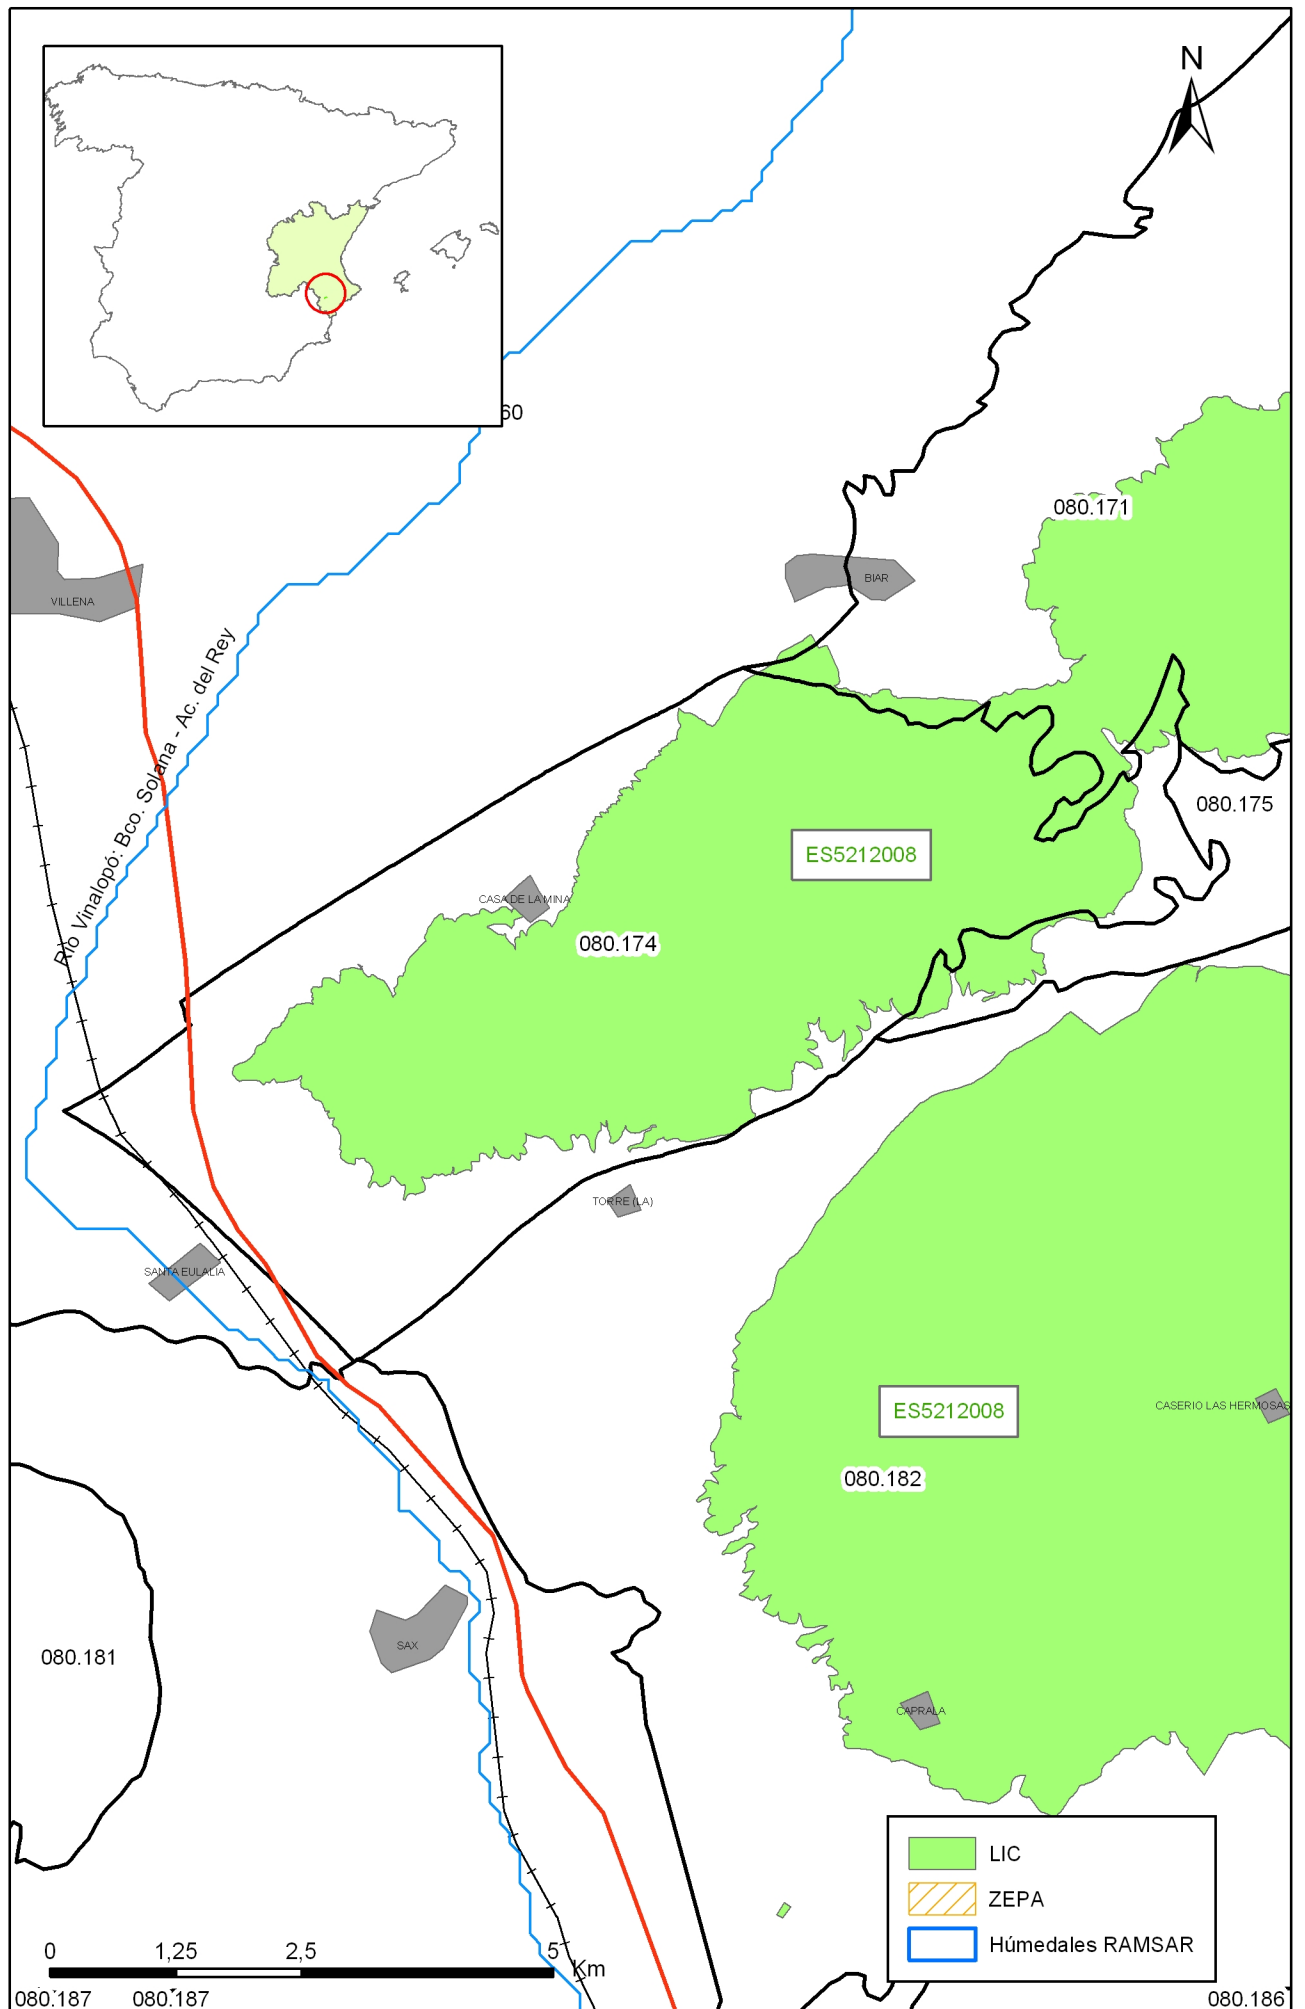 N
60
080.171
VILLENA
BIAR
Río Vinalopó: Bco. Solana - Ac. del Rey
080.175
ES5212008
CASA DE LA MINA
080.174
TORRE (LA)
SANTA EULALIA
ES5212008
CASERIO LAS HERMOSAS
080.182
SAX
080.181
CAPRALA
LIC
ZEPA
Húmedales RAMSAR
0 1,25 2,5 5
Km
080.187 080.187 080.186